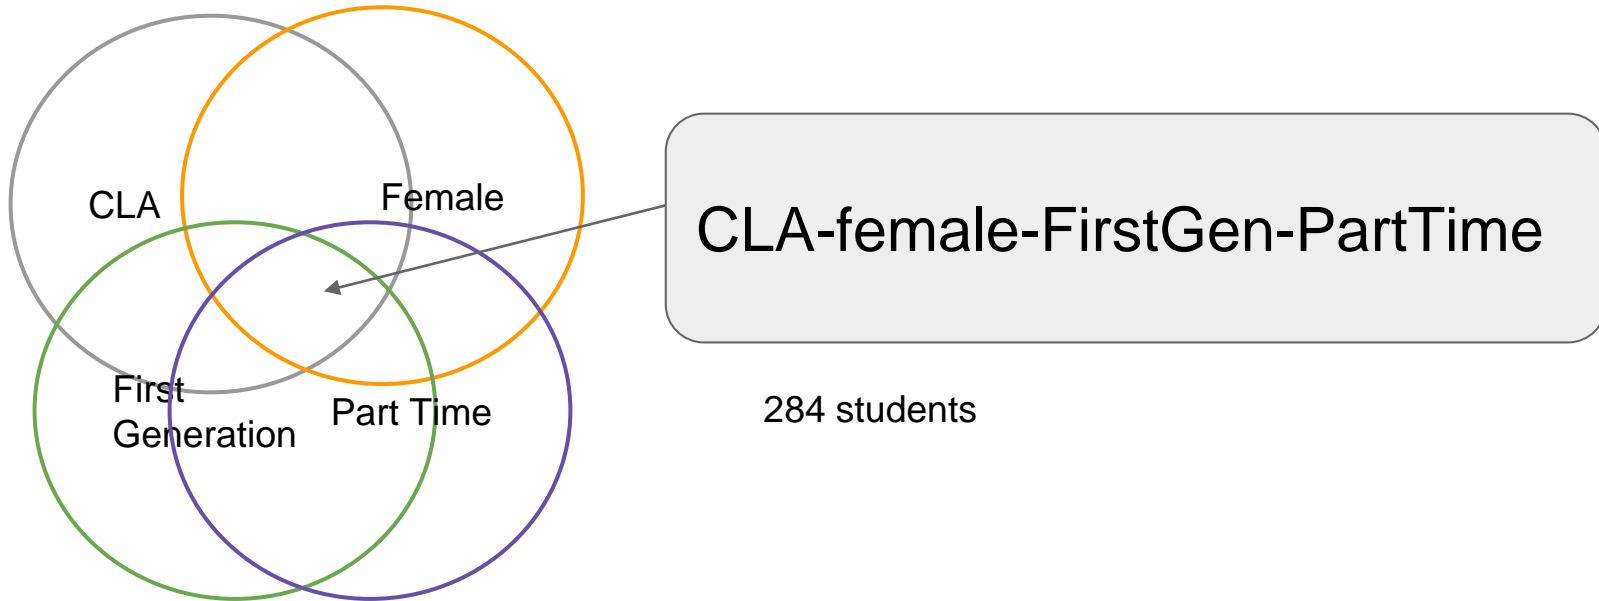 CLA
Female
CLA-female-FirstGen-PartTime
First
Generation
Part Time
284 students